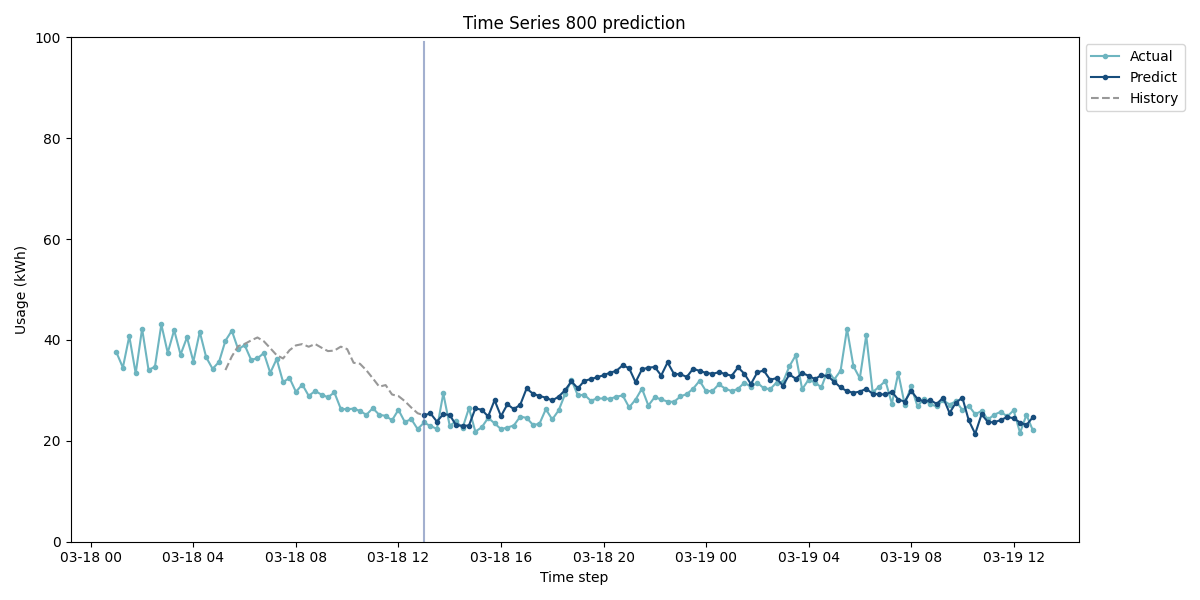 Time Series 800 prediction
Usage (kWh)
100
80
60
40
20
0
03-18 00
03-18 04
03-18 08
03-18 12
03-18 16
03-18 20
03-19 00
03-19 04
03-19 08
03-19 12
Time step
Actual
Predict
History